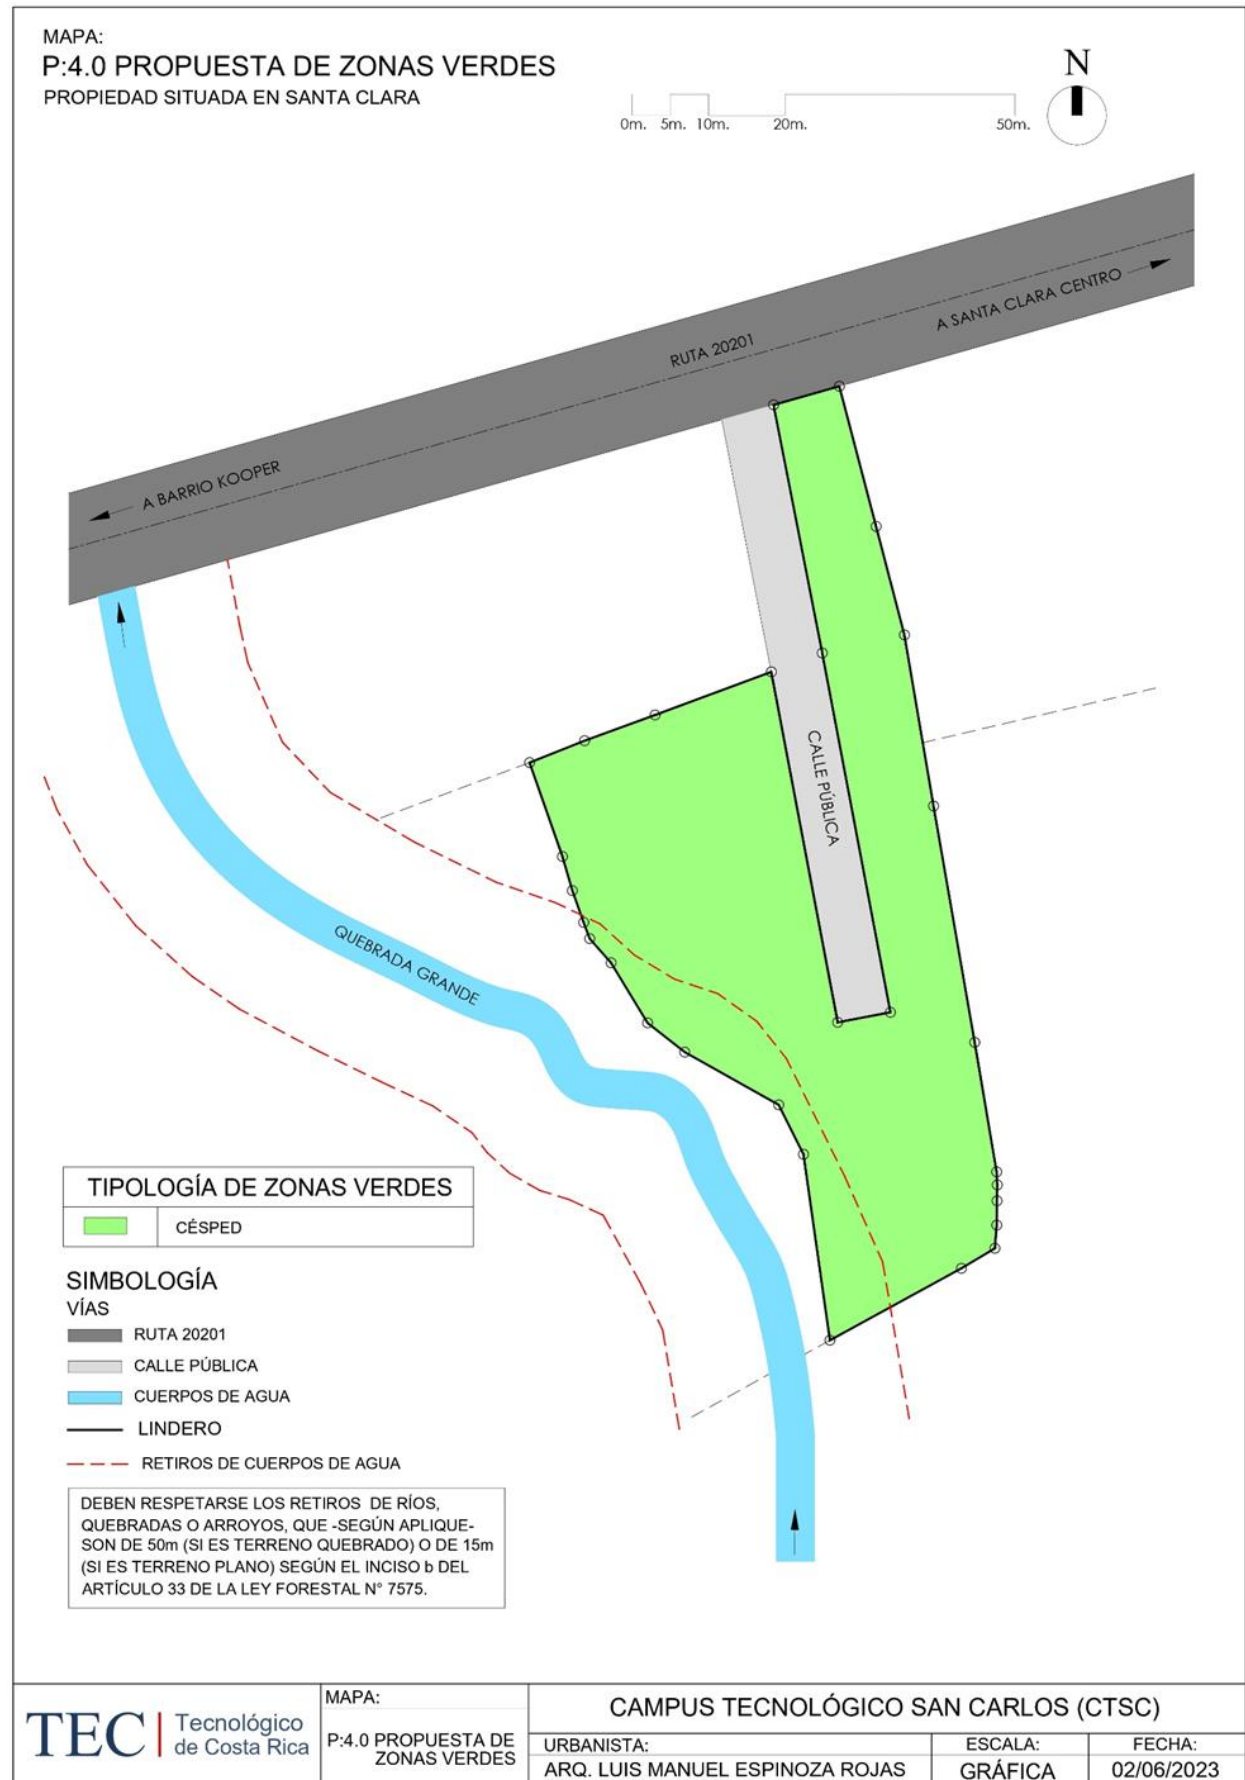 MAPA:
P:4.0 PROPUESTA DE ZONAS VERDES
PROPIEDAD SITUADA EN SANTA CLARA
N
0m. 5m. 10m. 20m. 50m.
A SANTA CLARA CENTRO
RUTA 20201
A BARRIO KOOPER
CALLE PÚBLICA
QUEBRADA GRANDE
TIPOLOGÍA DE ZONAS VERDES
CÉSPED
SIMBOLOGÍA
VÍAS
RUTA 20201
CALLE PÚBLICA
CUERPOS DE AGUA
LINDERO
RETIROS DE CUERPOS DE AGUA
DEBEN RESPETARSE LOS RETIROS DE RÍOS,
QUEBRADAS O ARROYOS, QUE -SEGÚN APLIQUE-
SON DE 50m (SI ES TERRENO QUEBRADO) O DE 15m
(SI ES TERRENO PLANO) SEGÚN EL INCISO b DEL
ARTÍCULO 33 DE LA LEY FORESTAL N° 7575.
TEC | Tecnológico
de Costa Rica
MAPA:
P:4.0 PROPUESTA DE
ZONAS VERDES
CAMPUS TECNOLÓGICO SAN CARLOS (CTSC)
URBANISTA:
ARQ. LUIS MANUEL ESPINOZA ROJAS
ESCALA:
GRÁFICA
FECHA:
02/06/2023